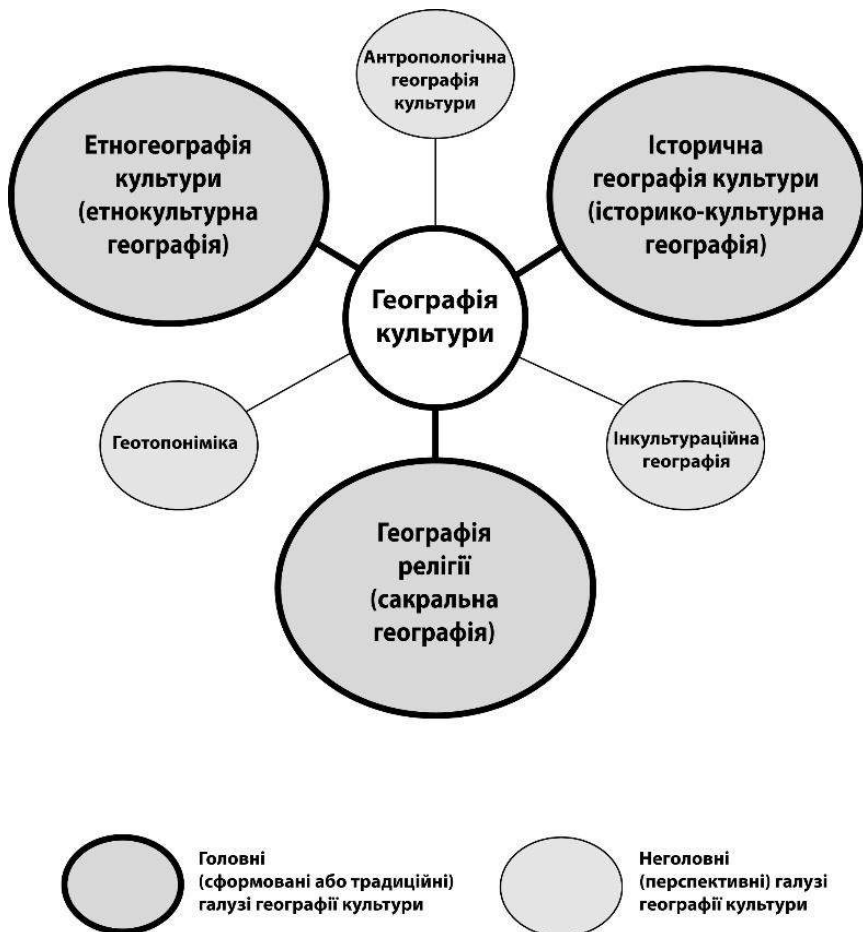 Антропологічна
географія
культури
Етногеографія
культури
(етнокультурна
географія)
Історична
географія культури
(історико-культурна
географія)
Географія
культури
Геотопоніміка
Інкультураційна
географія
Географія
релігії
(сакральна
географія)
Головні
(сформовані або традиційні)
галузі географії культури
Неголовні
(перспективні) галузі
географії культури